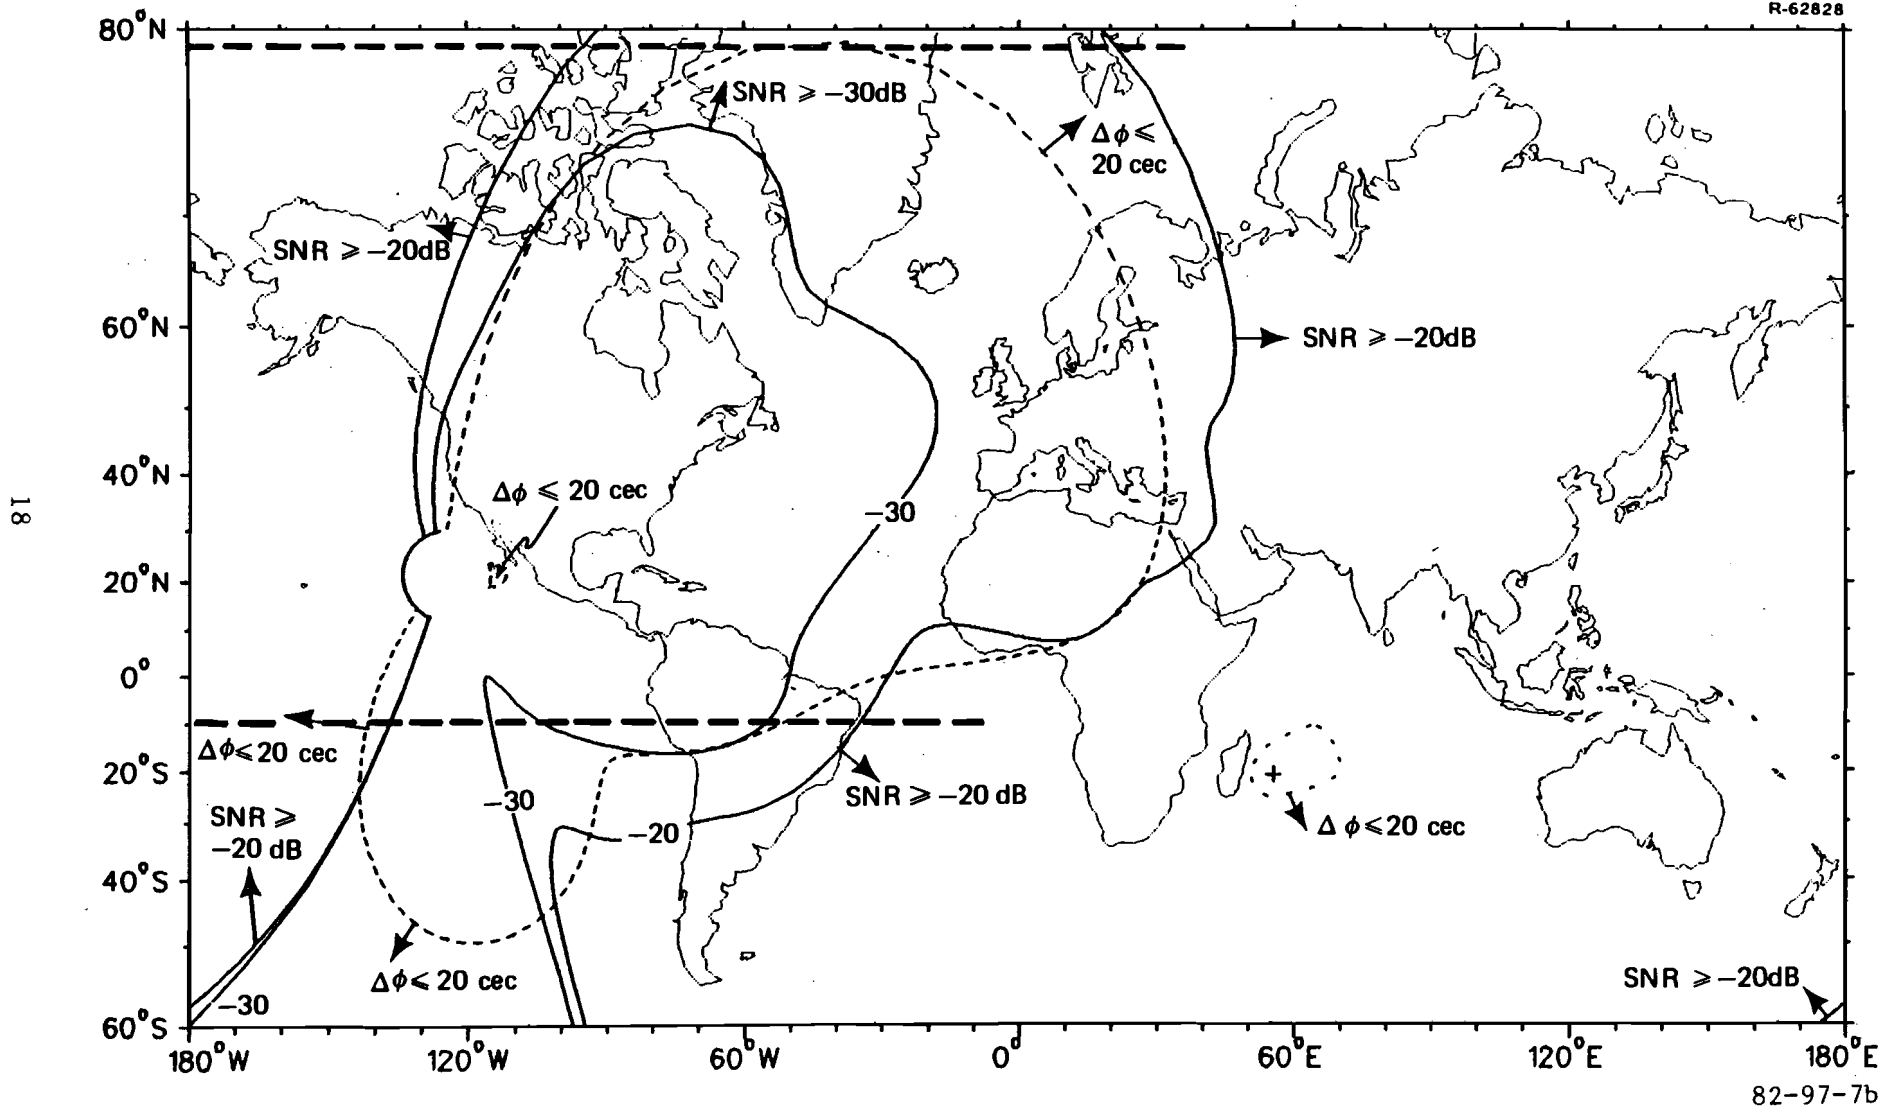 R-62828
80°N
SNR ⩾ −30dB
Δϕ ⩽
20 cec
SNR ⩾ −20dB
60°N
SNR ⩾ −20dB
40°N
Δϕ ⩽ 20 cec
−30
18
20°N
0°
Δϕ ⩽ 20 cec
20°S
−30
SNR ⩾ −20 dB
SNR ⩾
−20 dB
−20
Δϕ ⩽ 20 cec
40°S
Δϕ ⩽ 20 cec
SNR ⩾ −20dB
−30
60°S
180°W
120°W
60°W
0°
60°E
120°E
180°E
82-97-7b